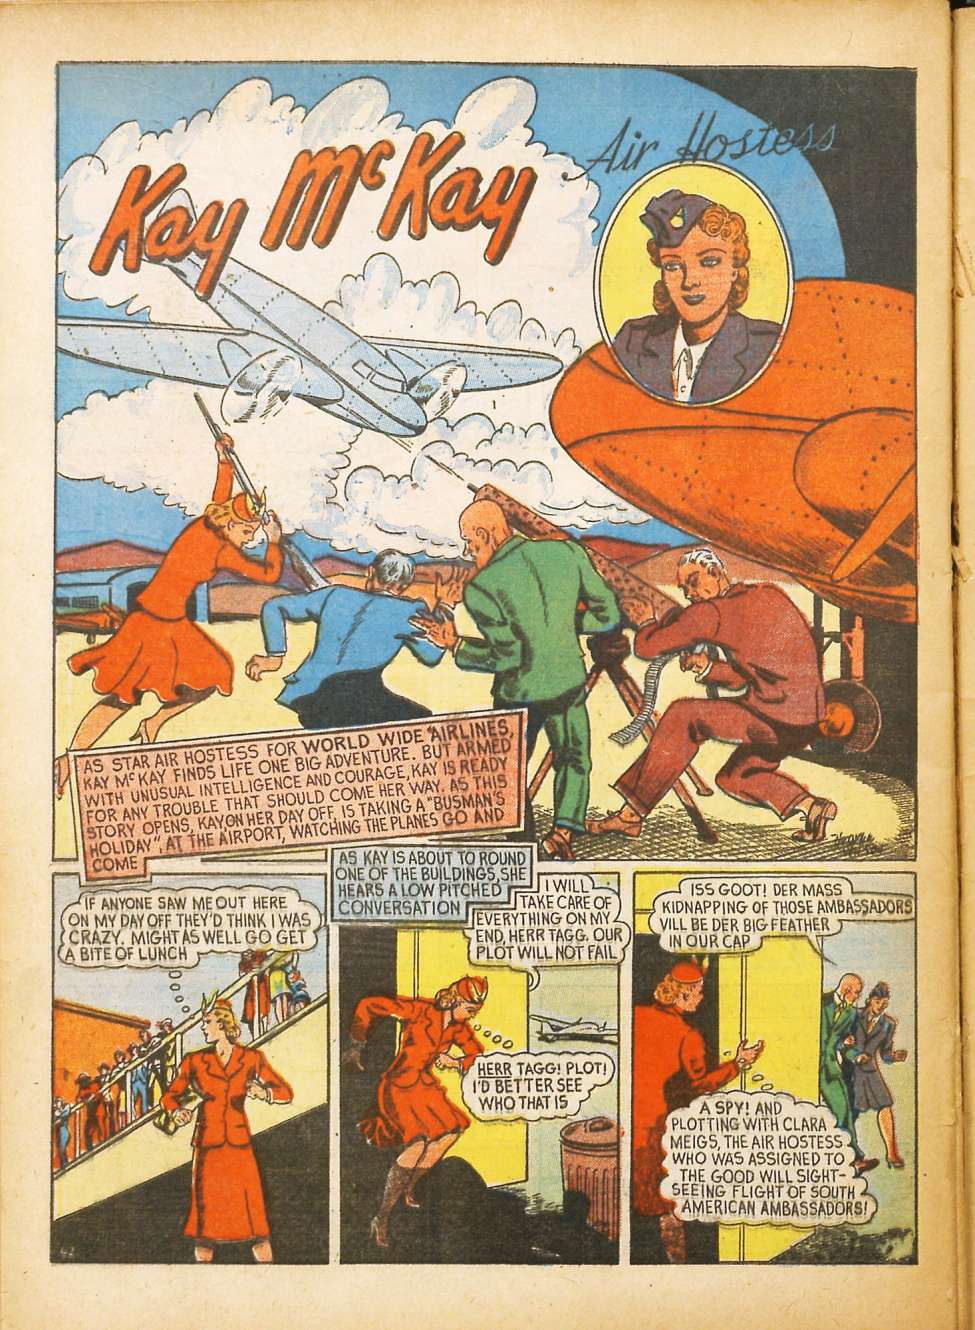 Kay McKay
Air Hostess
AS STAR AIR HOSTESS FOR WORLD WIDE AIRLINES,
KAY McKAY FINDS LIFE ONE BIG ADVENTURE. BUT ARMED
WITH UNUSUAL INTELLIGENCE AND COURAGE, KAY IS READY
FOR ANY TROUBLE THAT SHOULD COME HER WAY. AS THIS
STORY OPENS, KAY ON HER DAY OFF, IS TAKING A "BUSMAN'S
HOLIDAY", AT THE AIRPORT, WATCHING THE PLANES GO AND
COME
IF ANYONE SAW ME OUT HERE
ON MY DAY OFF THEY'D THINK I WAS
CRAZY. MIGHT AS WELL GO GET
A BITE OF LUNCH
AS KAY IS ABOUT TO ROUND
ONE OF THE BUILDINGS, SHE
HEARS A LOW PITCHED
CONVERSATION
I WILL
TAKE CARE OF
EVERYTHING ON MY
END, HERR TAGG. OUR
PLOT WILL NOT FAIL
HERR TAGG! PLOT!
I'D BETTER SEE
WHO THAT IS
ISS GOOT! DER MASS
KIDNAPPING OF THOSE AMBASSADORS
VILL BE DER BIG FEATHER
IN OUR CAP
A SPY! AND
PLOTTING WITH CLARA
MEIGS, THE AIR HOSTESS
WHO WAS ASSIGNED TO
THE GOOD WILL SIGHT-
SEEING FLIGHT OF SOUTH
AMERICAN AMBASSADORS!
42